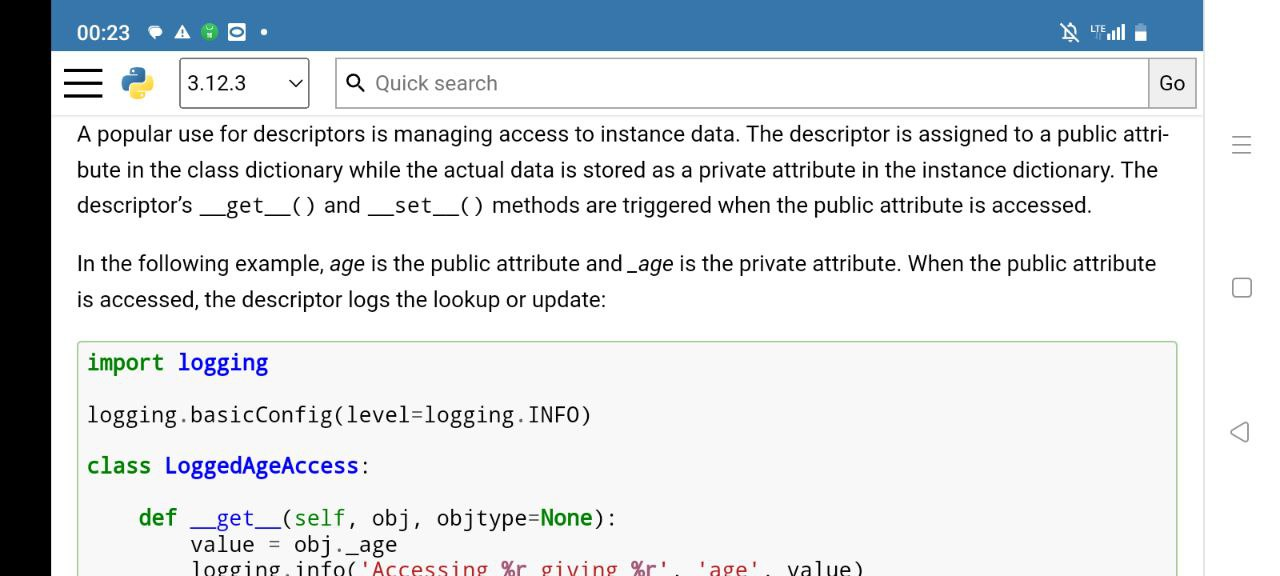 00:23
LTE
3.12.3
Quick search
Go
A popular use for descriptors is managing access to instance data. The descriptor is assigned to a public attri-
bute in the class dictionary while the actual data is stored as a private attribute in the instance dictionary. The
descriptor’s __get__() and __set__() methods are triggered when the public attribute is accessed.
In the following example, age is the public attribute and _age is the private attribute. When the public attribute
is accessed, the descriptor logs the lookup or update:
import logging
logging.basicConfig(level=logging.INFO)
class LoggedAgeAccess:
    def __get__(self, obj, objtype=None):
        value = obj._age
        logging.info('Accessing %r giving %r', 'age', value)